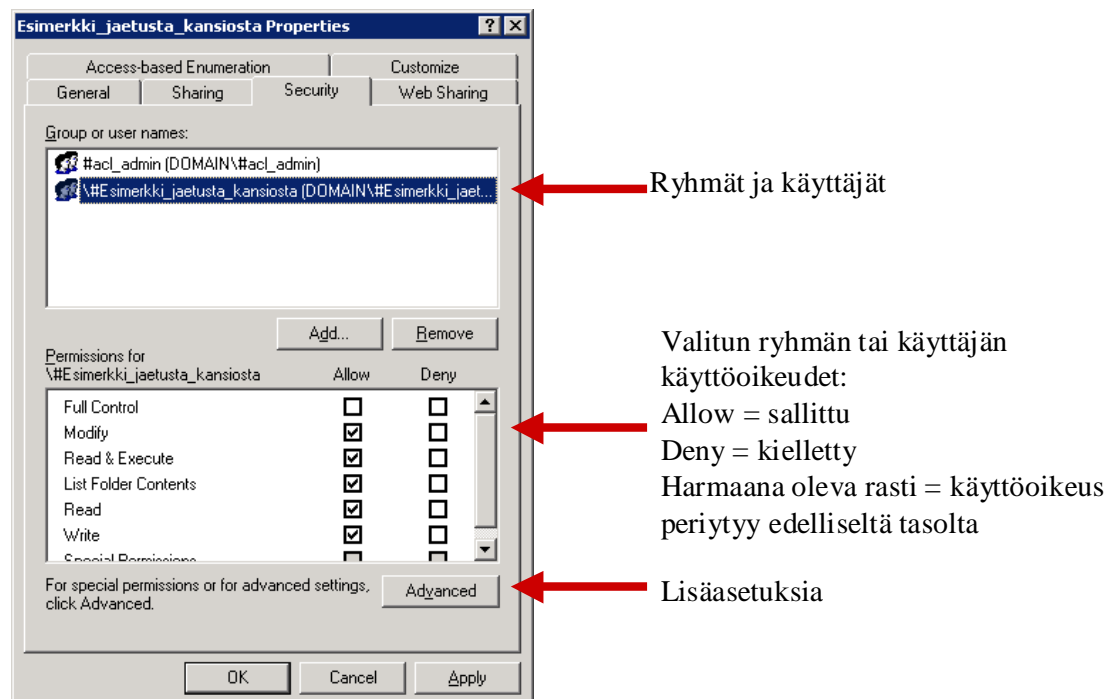 Esimerkki_jaetusta_kansiosta Properties
Access-based Enumeration
Customize
General
Sharing
Security
Web Sharing
Group or user names:
#acl_admin (DOMAIN\#acl_admin)
\#Esimerkki_jaetusta_kansiosta (DOMAIN\#Esimerkki_jaet...
Ryhmät ja käyttäjät
Add...
Remove
Permissions for
\#Esimerkki_jaetusta_kansiosta
Allow
Deny
Full Control
Modify
Read & Execute
List Folder Contents
Read
Write
Special Permissions
Valitun ryhmän tai käyttäjän
käyttöoikeudet:
Allow = sallittu
Deny = kielletty
Harmaana oleva rasti = käyttöoikeus
periytyy edelliseltä tasolta
For special permissions or for advanced settings,
click Advanced.
Advanced
Lisäasetuksia
OK
Cancel
Apply